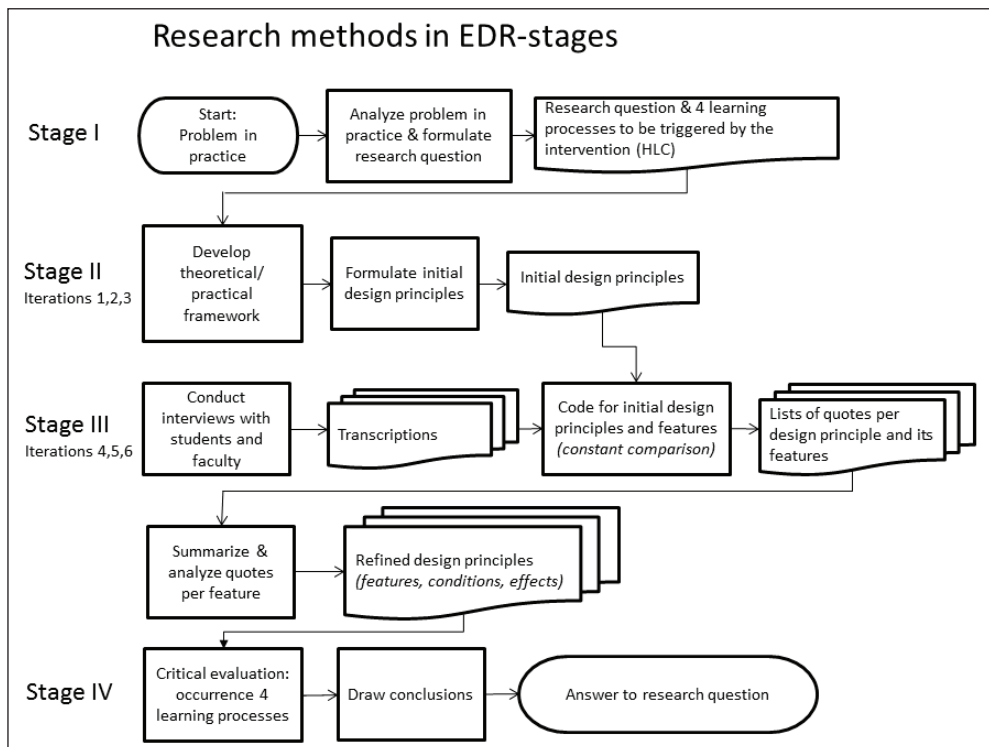 Research methods in EDR-stages
Stage I
Start:
Problem in
practice
Analyze problem in
practice & formulate
research question
Research question & 4 learning
processes to be triggered by the
intervention (HLC)
Stage II
Iterations 1,2,3
Develop
theoretical/
practical
framework
Formulate initial
design principles
Initial design principles
Stage III
Iterations 4,5,6
Conduct
interviews with
students and
faculty
Transcriptions
Code for initial design
principles and features
(constant comparison)
Lists of quotes per
design principle and its
features
Summarize &
analyze quotes
per feature
Refined design principles
(features, conditions, effects)
Stage IV
Critical evaluation:
occurrence 4
learning processes
Draw conclusions
Answer to research question